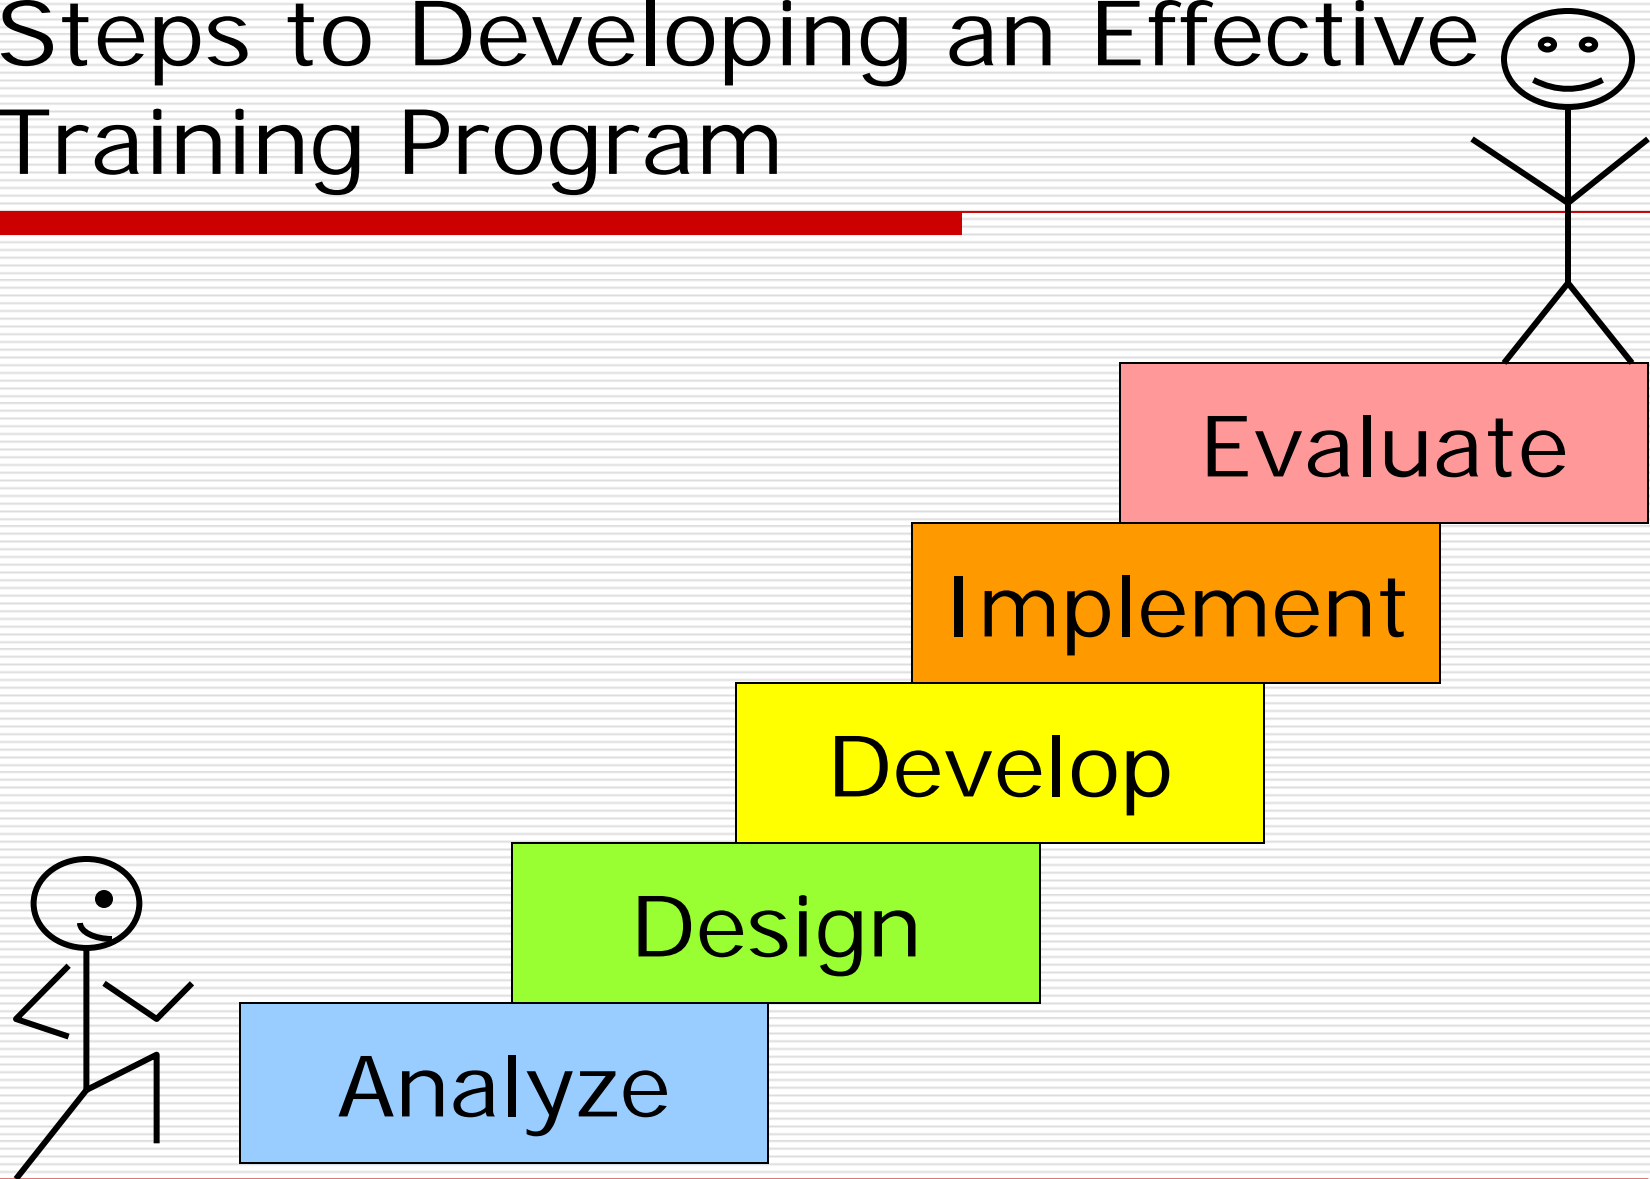 Steps to Developing an Effective
Training Program
Evaluate
Implement
Develop
Design
Analyze